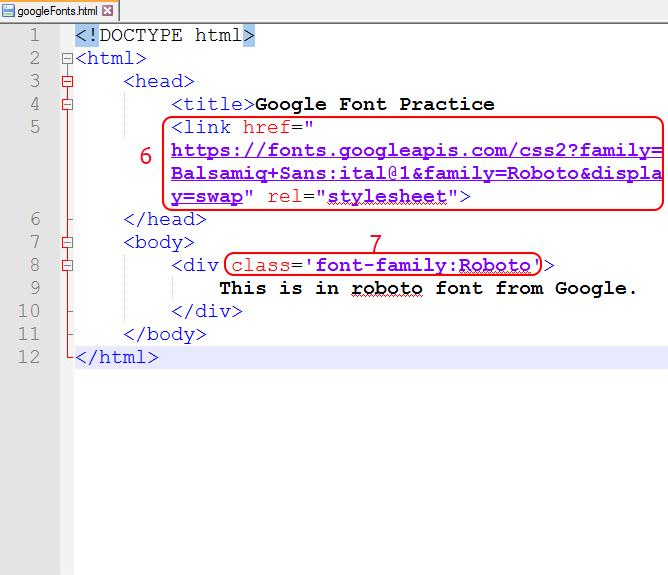 googleFonts.html
1 <!DOCTYPE html>
2 <html>
3 <head>
4 <title>Google Font Practice
5 <link href="
6 https://fonts.googleapis.com/css2?family=
Balsamiq+Sans:ital@1&family=Roboto&displa
y=swap" rel="stylesheet">
6 </head>
7 <body>
7
8 <div class='font-family:Roboto'>
9 This is in roboto font from Google.
10 </div>
11 </body>
12 </html>